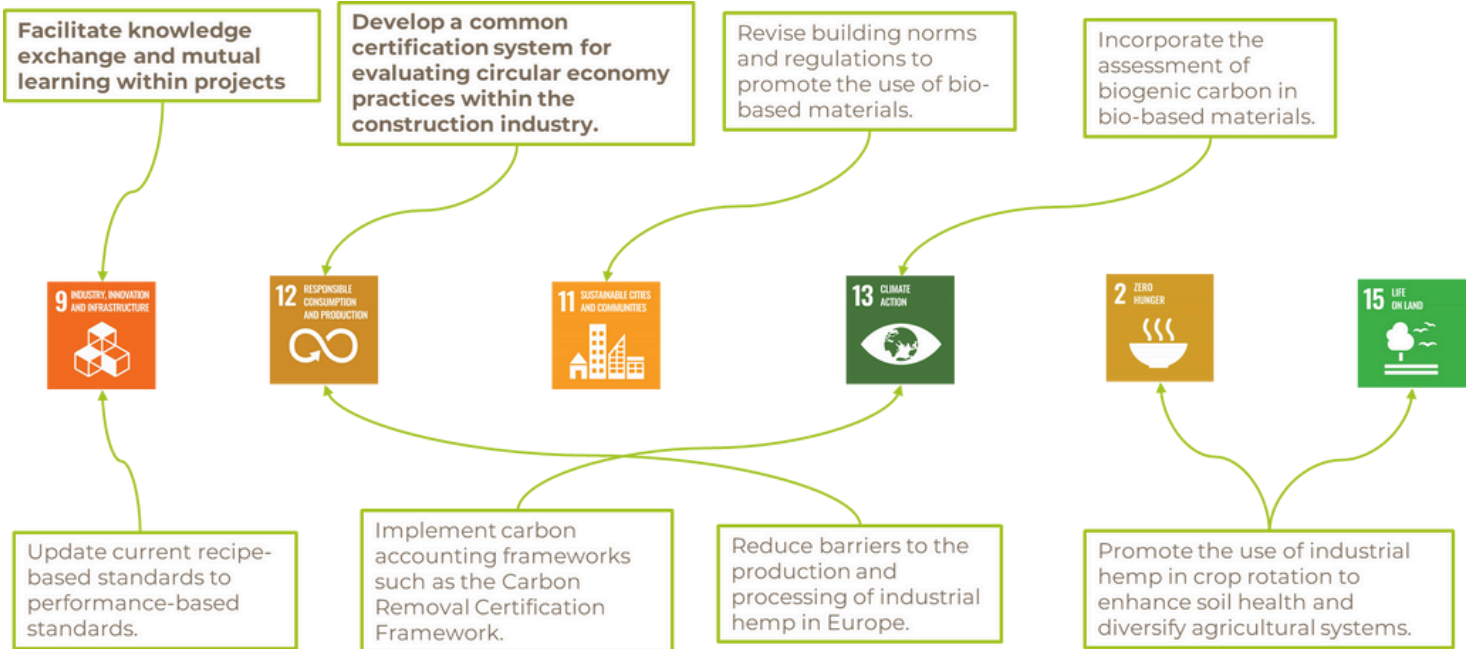 Facilitate knowledge
exchange and mutual
learning within projects
Develop a common
certification system for
evaluating circular economy
practices within the
construction industry.
Revise building norms
and regulations to
promote the use of bio-
based materials.
Incorporate the
assessment of
biogenic carbon in
bio-based materials.
9 INDUSTRY, INNOVATION
AND INFRASTRUCTURE
12 RESPONSIBLE
CONSUMPTION
AND PRODUCTION
11 SUSTAINABLE CITIES
AND COMMUNITIES
13 CLIMATE
ACTION
2 ZERO
HUNGER
15 LIFE
ON LAND
Update current recipe-
based standards to
performance-based
standards.
Implement carbon
accounting frameworks
such as the Carbon
Removal Certification
Framework.
Reduce barriers to the
production and
processing of industrial
hemp in Europe.
Promote the use of industrial
hemp in crop rotation to
enhance soil health and
diversify agricultural systems.